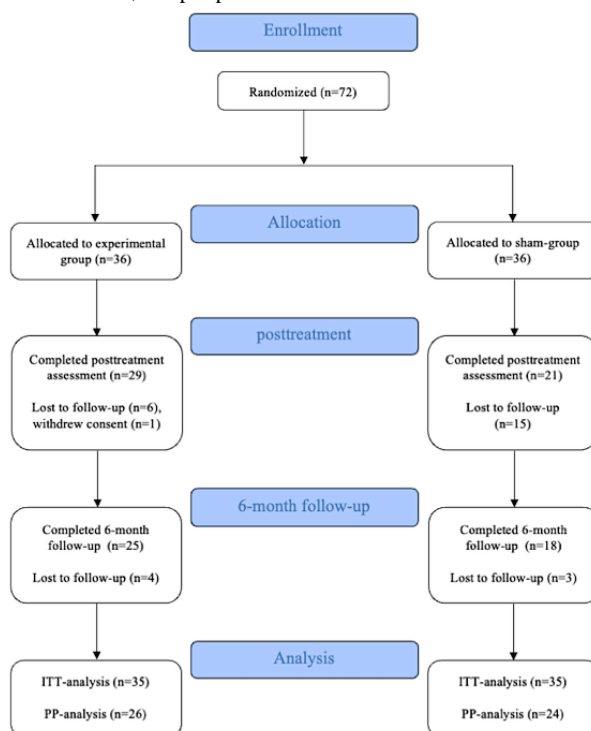 Enrollment
Randomized (n=72)
Allocation
Allocated to experimental
group (n=36)
Allocated to sham-group
(n=36)
posttreatment
Completed posttreatment
assessment (n=29)
Lost to follow-up (n=6),
withdrew consent (n=1)
Completed posttreatment
assessment (n=21)
Lost to follow-up
(n=15)
6-month follow-up
Completed 6-month
follow-up (n=25)
Lost to follow-up (n=4)
Completed 6-month
follow-up (n=18)
Lost to follow-up (n=3)
Analysis
ITT-analysis (n=35)
PP-analysis (n=26)
ITT-analysis (n=35)
PP-analysis (n=24)